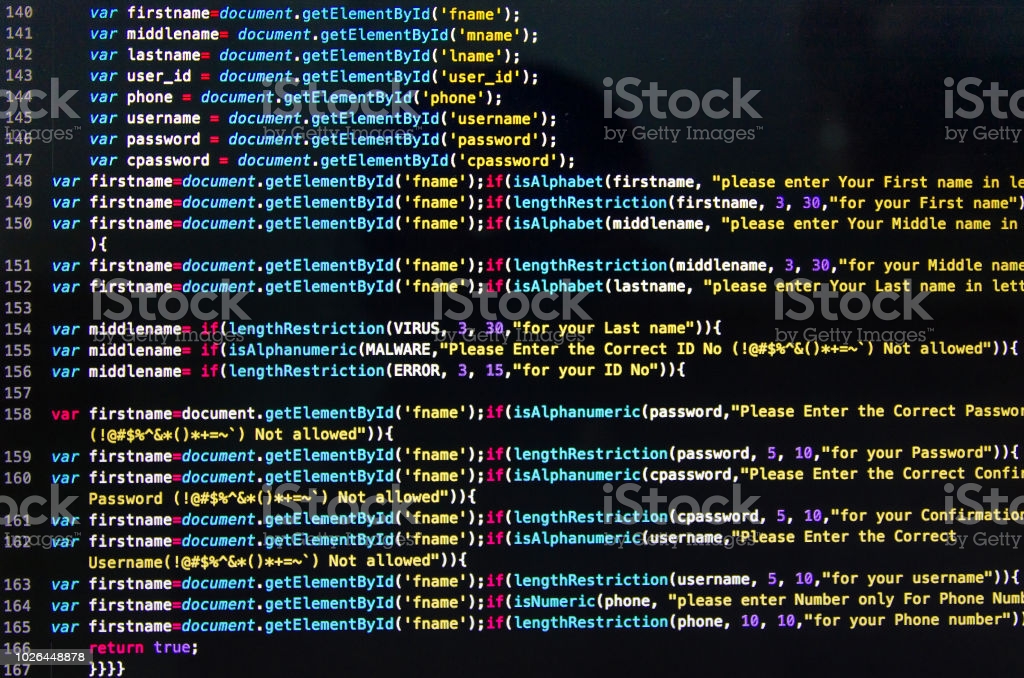 140 var firstname=document.getElementById('fname');
141 var middlename= document.getElementById('mname');
142 var lastname= document.getElementById('lname');
143 var user_id = document.getElementById('user_id');
144 var phone = document.getElementById('phone');
145 var username = document.getElementById('username');
146 var password = document.getElementById('password');
147 var cpassword = document.getElementById('cpassword');
148 var firstname=document.getElementById('fname');if(isAlphabet(firstname, "please enter Your First name in le
149 var firstname=document.getElementById('fname');if(lengthRestriction(firstname, 3, 30,"for your First name")
150 var firstname=document.getElementById('fname');if(isAlphabet(middlename, "please enter Your Middle name in
){
151 var firstname=document.getElementById('fname');if(lengthRestriction(middlename, 3, 30,"for your Middle name
152 var firstname=document.getElementById('fname');if(isAlphabet(lastname, "please enter Your Last name in lett
153
154 var middlename= if(lengthRestriction(VIRUS, 3, 30,"for your Last name")){
155 var middlename= if(isAlphanumeric(MALWARE,"Please Enter the Correct ID No (!@#$%^&()*+=~`) Not allowed")){
156 var middlename= if(lengthRestriction(ERROR, 3, 15,"for your ID No")){
157
158 var firstname=document.getElementById('fname');if(isAlphanumeric(password,"Please Enter the Correct Passwor
(!@#$%^&*()*+=~`) Not allowed")){
159 var firstname=document.getElementById('fname');if(lengthRestriction(password, 5, 10,"for your Password")){
160 var firstname=document.getElementById('fname');if(isAlphanumeric(cpassword,"Please Enter the Correct Confir
Password (!@#$%^&*()*+=~`) Not allowed")){
161 var firstname=document.getElementById('fname');if(lengthRestriction(cpassword, 5, 10,"for your Confirmation
162 var firstname=document.getElementById('fname');if(isAlphanumeric(username,"Please Enter the Correct
Username(!@#$%^&*()*+=~`) Not allowed")){
163 var firstname=document.getElementById('fname');if(lengthRestriction(username, 5, 10,"for your username")){
164 var firstname=document.getElementById('fname');if(isNumeric(phone, "please enter Number only For Phone Numb
165 var firstname=document.getElementById('fname');if(lengthRestriction(phone, 10, 10,"for your Phone number"))
166 return true;
167 }}}}
iStock
by Getty Images™
1026448878